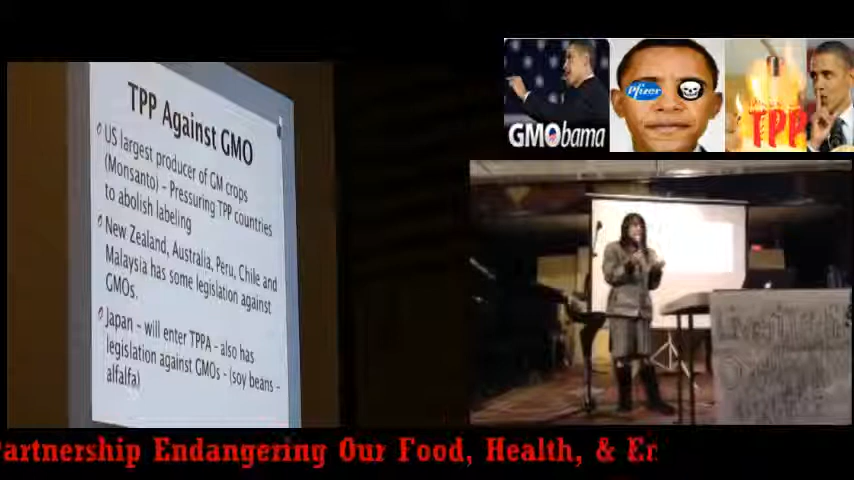 TPP Against GMO
US largest producer of GM crops
(Monsanto) – Pressuring TPP countries
to abolish labeling
New Zealand, Australia, Peru, Chile and
Malaysia has some legislation against
GMOs.
Japan – will enter TPPA – also has
legislation against GMOs – (soy beans –
alfalfa)
GMObama
Pfizer
TPP
artnership Endangering Our Food, Health, & En